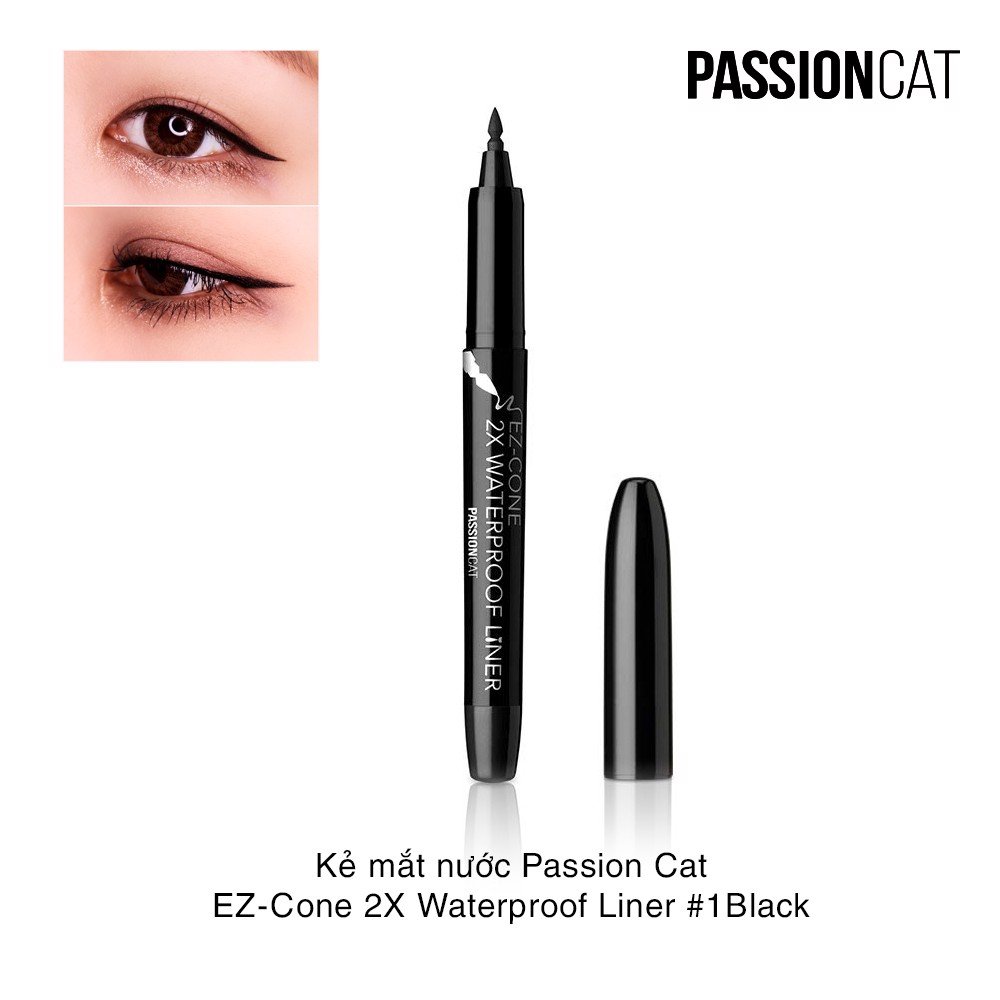 PASSIONCAT
EZ-CONE
2X WATERPROOF LINER
PASSIONCAT
Kẻ mắt nước Passion Cat
EZ-Cone 2X Waterproof Liner #1Black